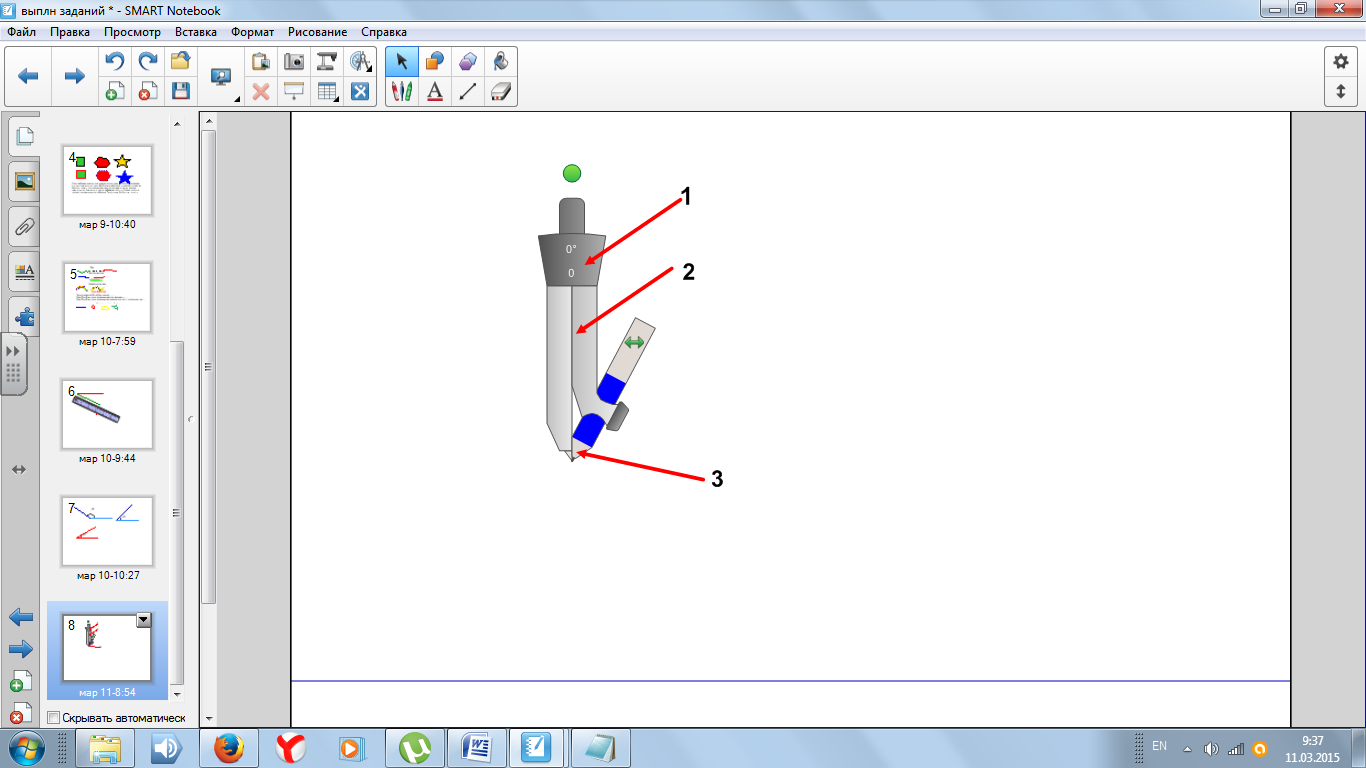 выплн заданий * - SMART Notebook
Файл Правка Просмотр Вставка Формат Рисование Справка
4
мар 9-10:40
5
мар 10-7:59
6
мар 10-9:44
7
мар 10-10:27
8
мар 11-8:54
Скрывать автоматическ
1
0°
0
2
3
EN
9:37
11.03.2015